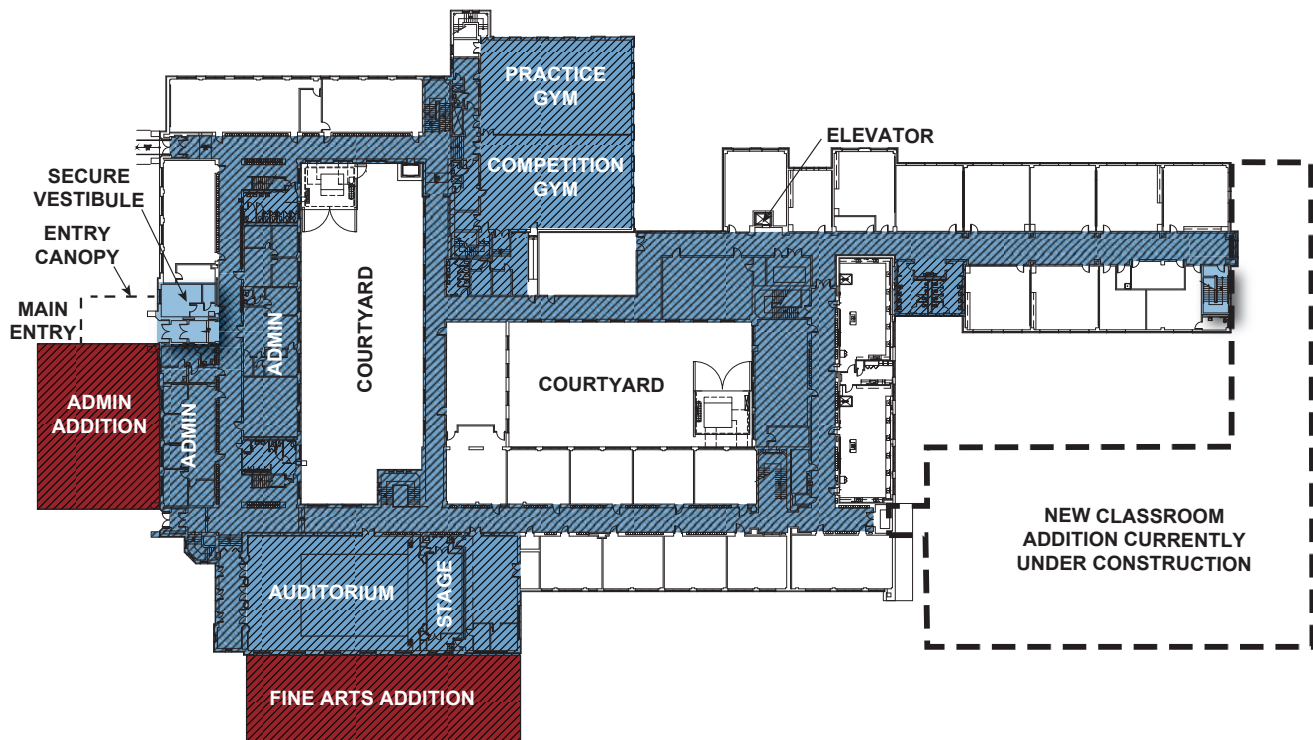 PRACTICE
GYM
ELEVATOR
COMPETITION
GYM
SECURE
VESTIBULE
ENTRY
CANOPY
MAIN
ENTRY
ADMIN
COURTYARD
COURTYARD
ADMIN
ADDITION
ADMIN
NEW CLASSROOM
ADDITION CURRENTLY
UNDER CONSTRUCTION
AUDITORIUM
STAGE
FINE ARTS ADDITION